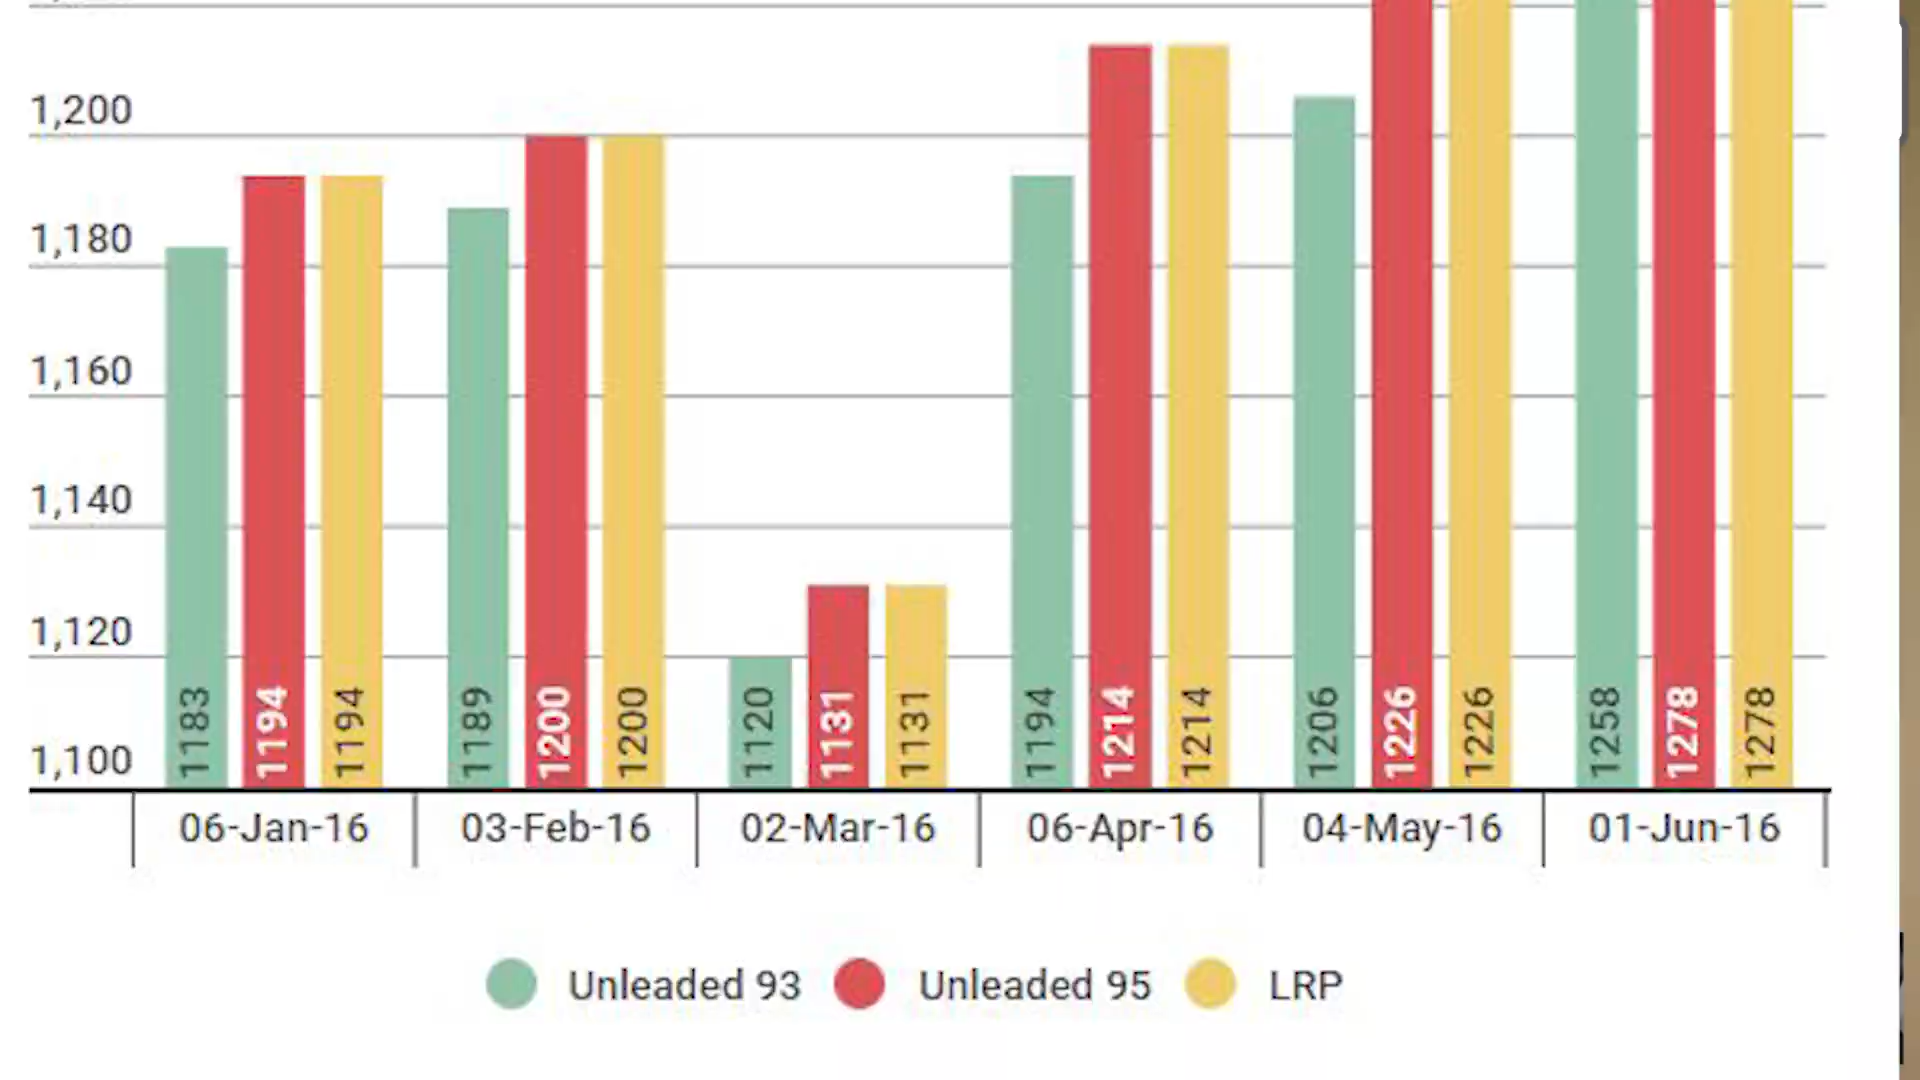 1,200
1,180
1,160
1,140
1,120
1,100
1183 1194 1194 1189 1200 1200 1120 1131 1131 1194 1214 1214 1206 1226 1226 1258 1278 1278
06-Jan-16 03-Feb-16 02-Mar-16 06-Apr-16 04-May-16 01-Jun-16
Unleaded 93 Unleaded 95 LRP